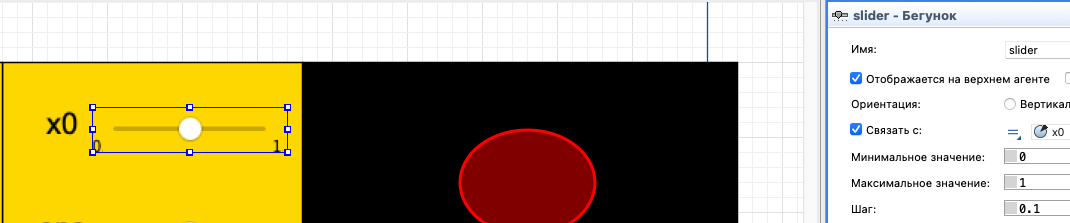 slider - Бегунок
Имя: slider
Отображается на верхнем агенте
Ориентация:
Связать с: x0
Минимальное значение: 0
Максимальное значение: 1
Шаг: 0.1
x0
0 1